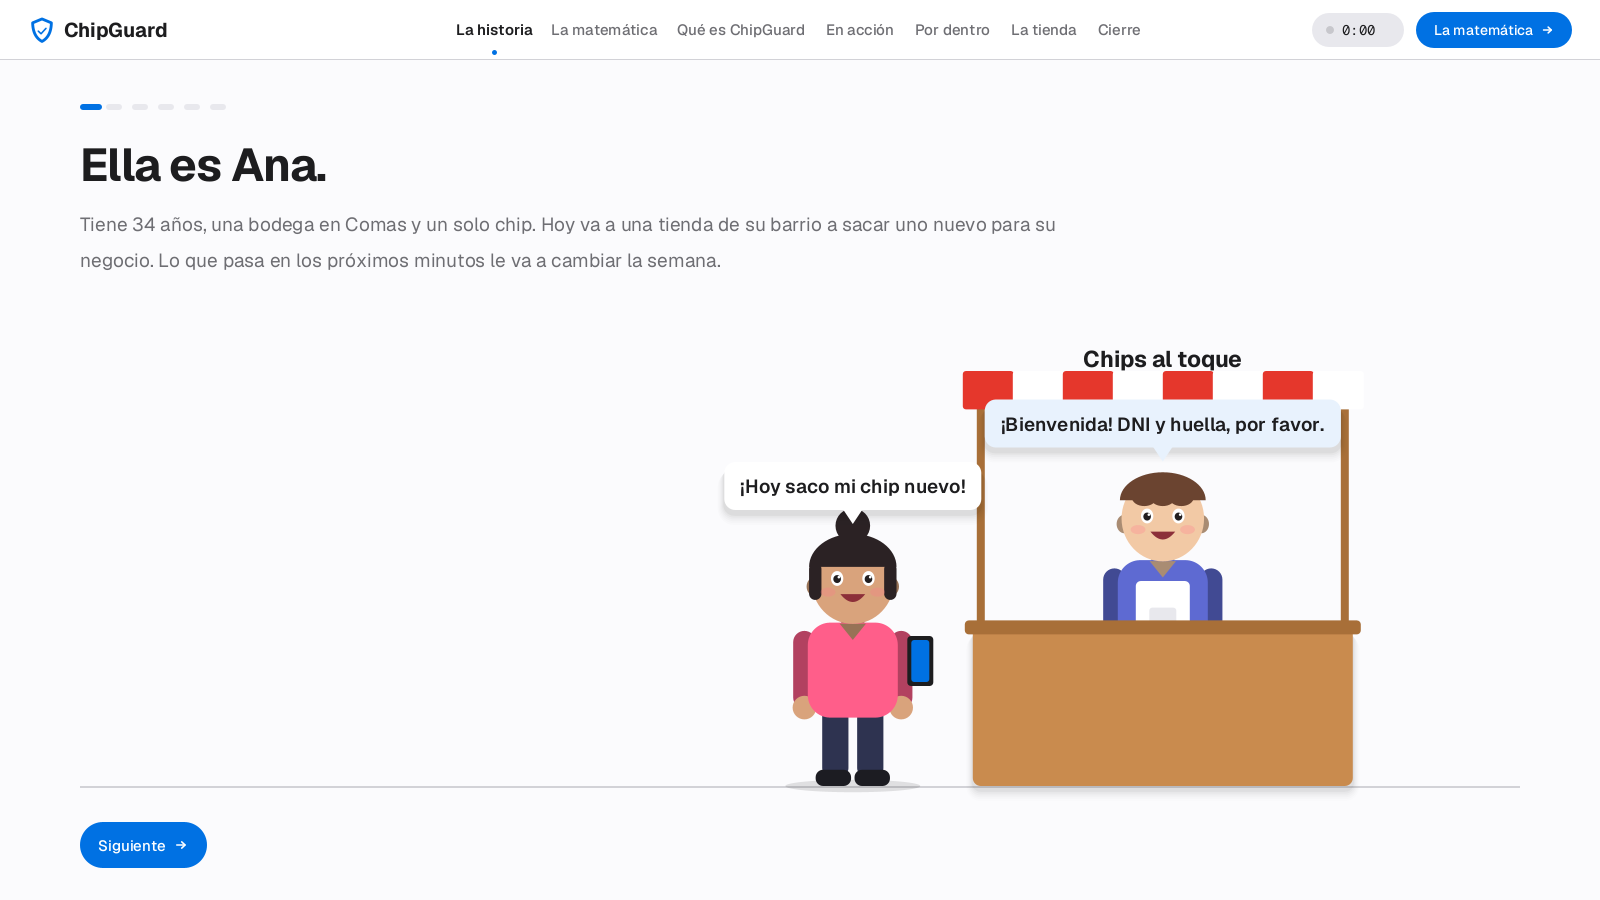 ChipGuard
La historia
La matemática
Qué es ChipGuard
En acción
Por dentro
La tienda
Cierre
0:00
La matemática →
Ella es Ana.
Tiene 34 años, una bodega en Comas y un solo chip. Hoy va a una tienda de su barrio a sacar uno nuevo para su
negocio. Lo que pasa en los próximos minutos le va a cambiar la semana.
Chips al toque
¡Bienvenida! DNI y huella, por favor.
¡Hoy saco mi chip nuevo!
Siguiente →